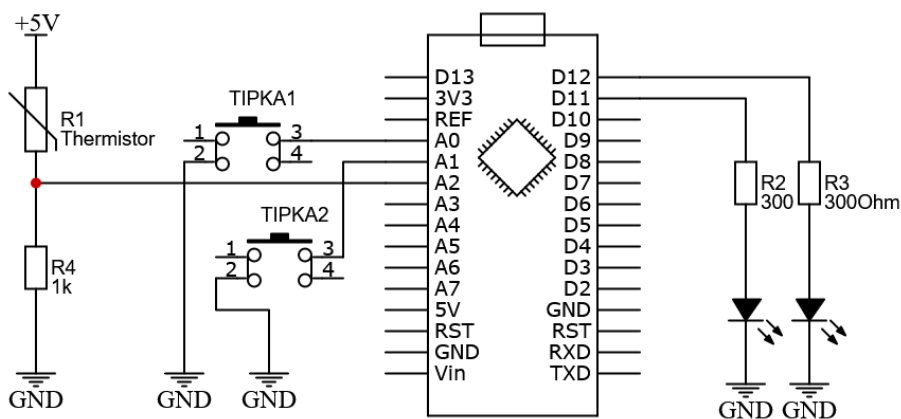 +5V
R1
Thermistor
R4
1k
GND
TIPKA1
1 3
2 4
GND
TIPKA2
1 3
2 4
GND
D13 D12
3V3 D11
REF D10
A0 D9
A1 D8
A2 D7
A3 D6
A4 D5
A5 D4
A6 D3
A7 D2
5V GND
RST RST
GND RXD
Vin TXD
R2
300
R3
300Ohm
GND
GND